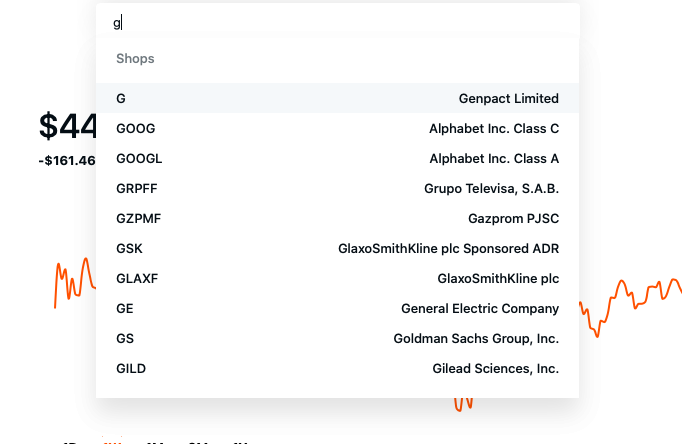 g
Shops
G Genpact Limited
$44
GOOG Alphabet Inc. Class C
-$161.46
GOOGL Alphabet Inc. Class A
GRPFF Grupo Televisa, S.A.B.
GZPMF Gazprom PJSC
GSK GlaxoSmithKline plc Sponsored ADR
GLAXF GlaxoSmithKline plc
GE General Electric Company
GS Goldman Sachs Group, Inc.
GILD Gilead Sciences, Inc.